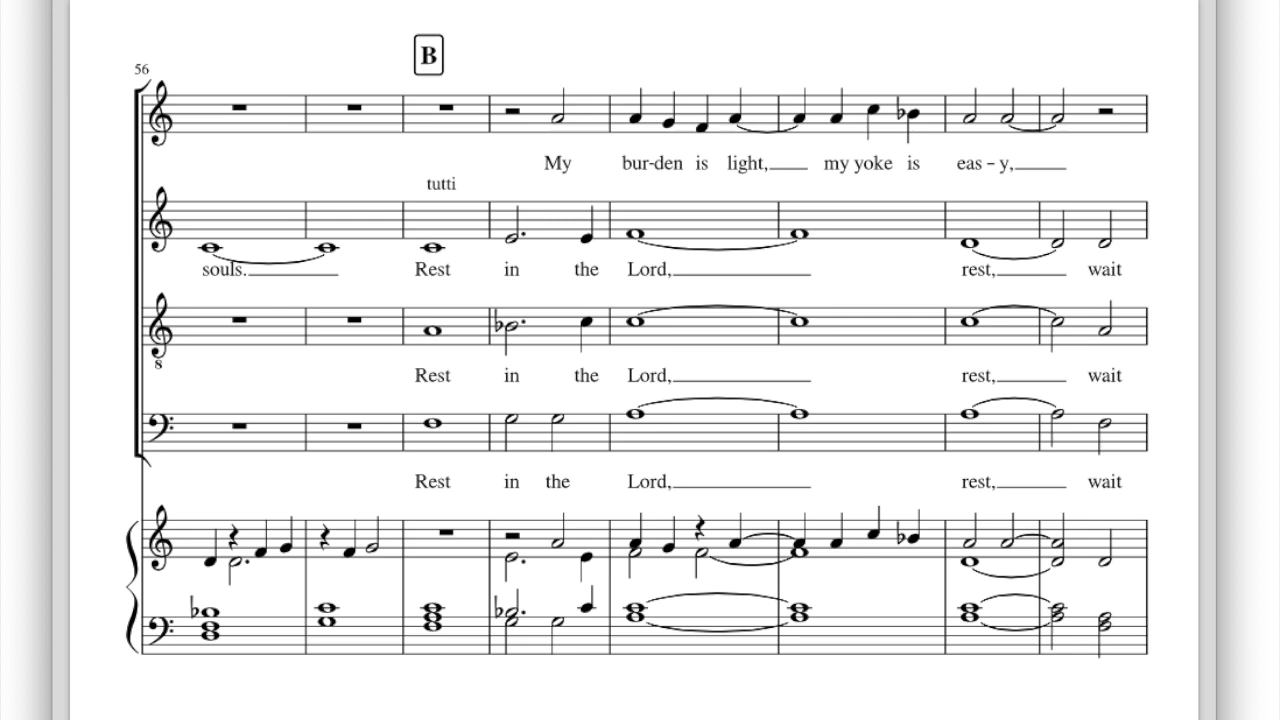 B
56
My bur-den is light, my yoke is eas - y,
tutti
souls. Rest in the Lord, rest, wait
8
Rest in the Lord, rest, wait
Rest in the Lord, rest, wait